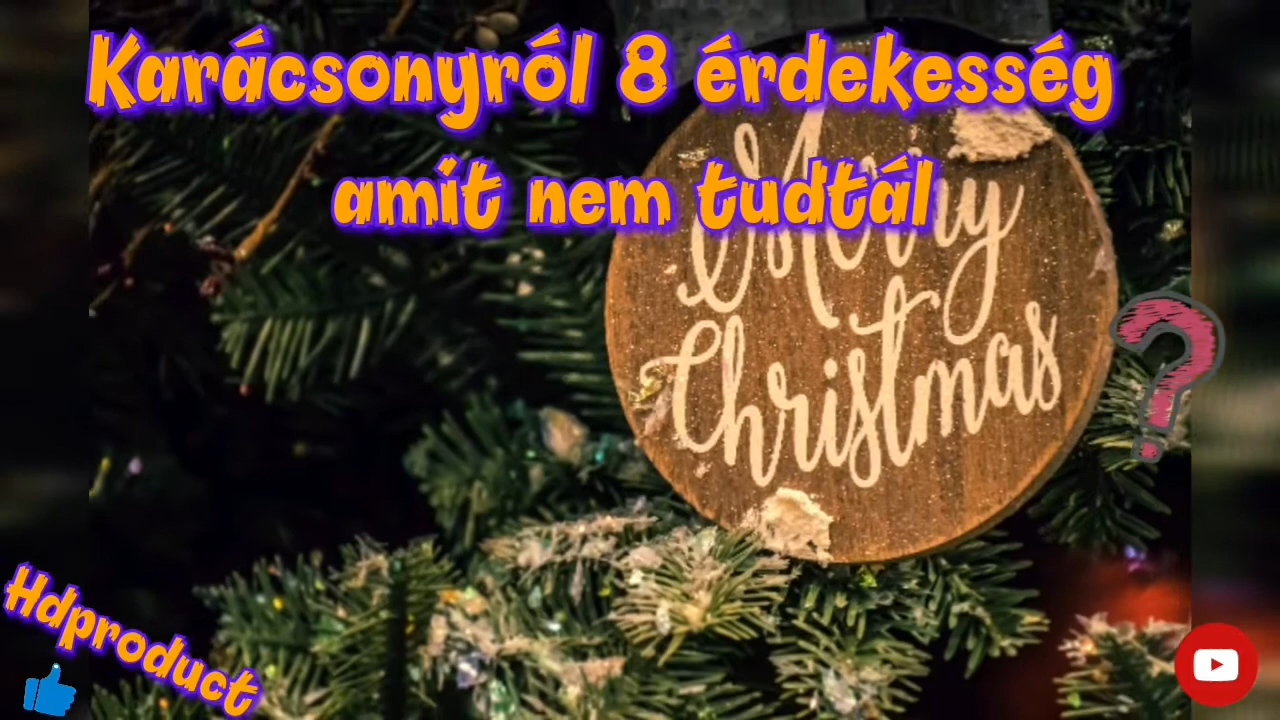 Karácsonyról 8 érdekesség
amit nem tudtál
Merry
Christmas
?
Hdproduct